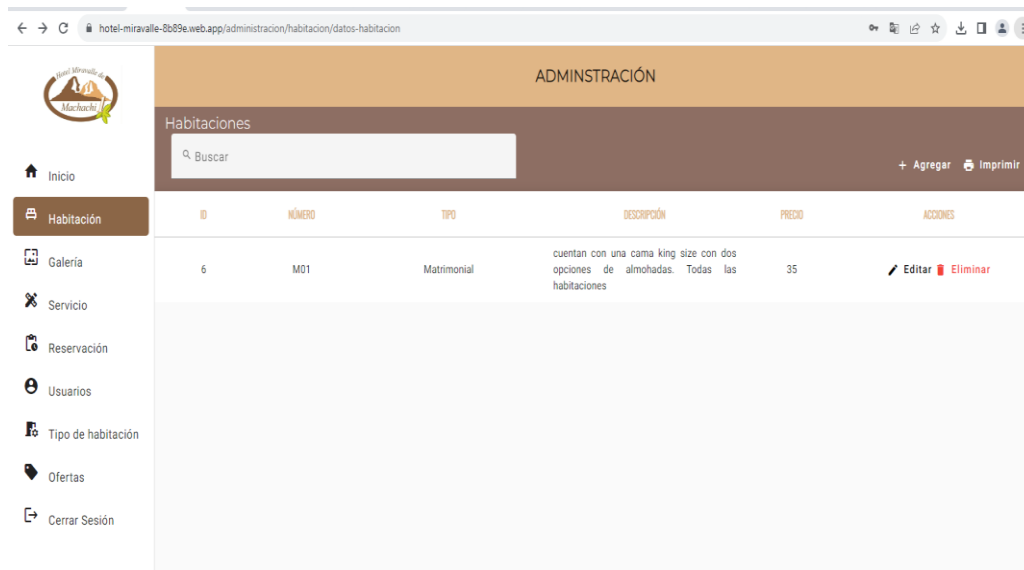 hotel-miravalle-8b89e.web.app/administracion/habitacion/datos-habitacion
Hotel Miravalle de
Machachi
ADMINSTRACIÓN
Habitaciones
Buscar
+ Agregar Imprimir
Inicio
Habitación
Galería
Servicio
Reservación
Usuarios
Tipo de habitación
Ofertas
Cerrar Sesión
ID NÚMERO TIPO DESCRIPCIÓN PRECIO ACCIONES
6 M01 Matrimonial cuentan con una cama king size con dos
opciones de almohadas. Todas las
habitaciones
35 Editar Eliminar